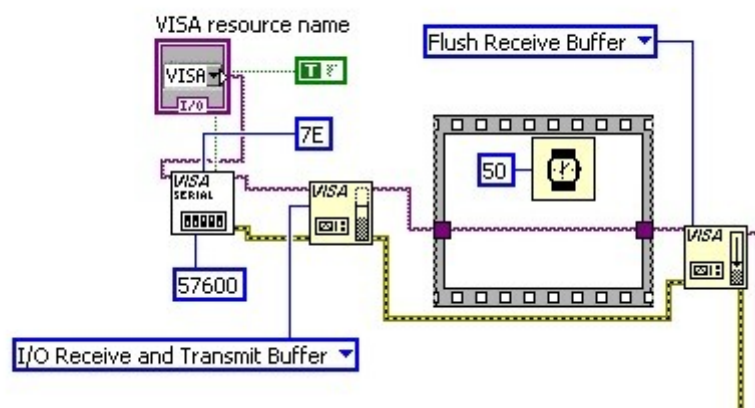 VISA resource name
Flush Receive Buffer
VISA
T
I/O
7E
50
VISA
SERIAL
VISA
VISA
57600
I/O Receive and Transmit Buffer